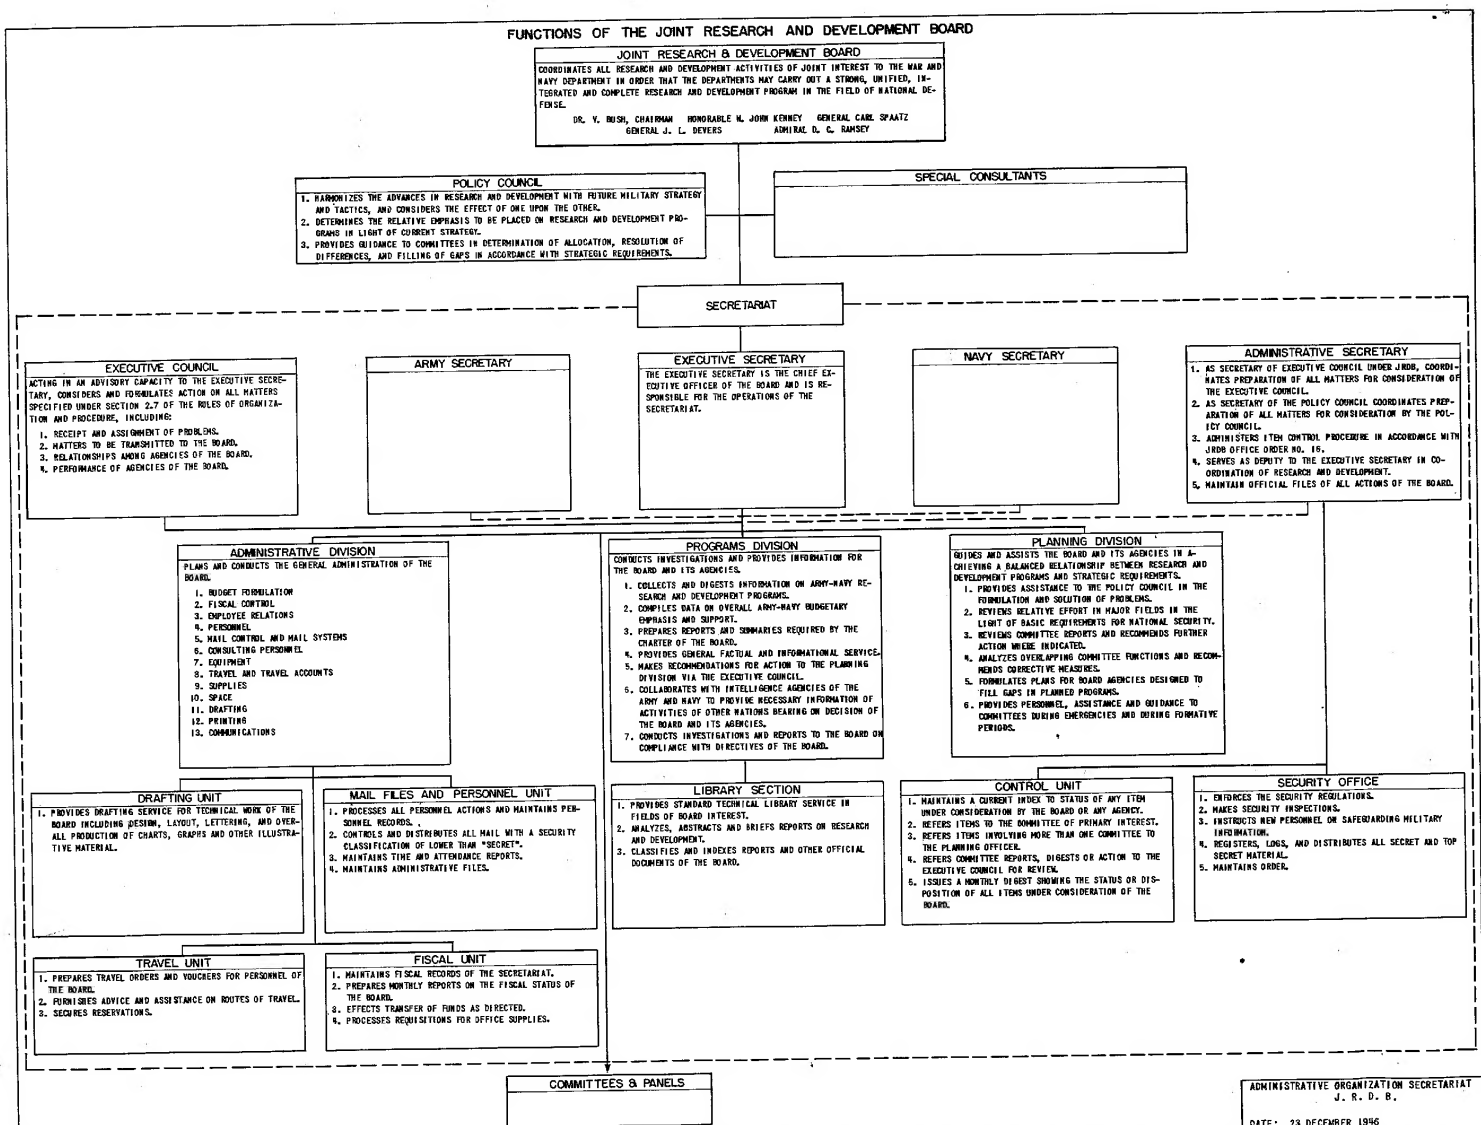 FUNCTIONS OF THE JOINT RESEARCH AND DEVELOPMENT BOARD
JOINT RESEARCH & DEVELOPMENT BOARD
COORDINATES ALL RESEARCH AND DEVELOPMENT ACTIVITIES OF JOINT INTEREST TO THE WAR AND
NAVY DEPARTMENT IN ORDER THAT THE DEPARTMENTS MAY CARRY OUT A STRONG, UNIFIED, IN-
TEGRATED AND COMPLETE RESEARCH AND DEVELOPMENT PROGRAM IN THE FIELD OF NATIONAL DE-
FENSE.
DR. V. BUSH, CHAIRMAN HONORABLE W. JOHN KENNEY GENERAL CARL SPAATZ
GENERAL J. L. DEVERS ADMIRAL D. C. RAMSEY
POLICY COUNCIL
1. HARMONIZES THE ADVANCES IN RESEARCH AND DEVELOPMENT WITH FUTURE MILITARY STRATEGY
AND TACTICS, AND CONSIDERS THE EFFECT OF ONE UPON THE OTHER.
2. DETERMINES THE RELATIVE EMPHASIS TO BE PLACED ON RESEARCH AND DEVELOPMENT PRO-
GRAMS IN LIGHT OF CURRENT STRATEGY.
3. PROVIDES GUIDANCE TO COMMITTEES IN DETERMINATION OF ALLOCATION, RESOLUTION OF
DIFFERENCES, AND FILLING OF GAPS IN ACCORDANCE WITH STRATEGIC REQUIREMENTS.
SPECIAL CONSULTANTS
SECRETARIAT
EXECUTIVE COUNCIL
ACTING IN AN ADVISORY CAPACITY TO THE EXECUTIVE SECRE-
TARY, CONSIDERS AND FORMULATES ACTION ON ALL MATTERS
SPECIFIED UNDER SECTION 2.7 OF THE RULES OF ORGANIZA-
TION AND PROCEDURE, INCLUDING:
1. RECEIPT AND ASSIGNMENT OF PROBLEMS.
2. MATTERS TO BE TRANSMITTED TO THE BOARD.
3. RELATIONSHIPS AMONG AGENCIES OF THE BOARD.
4. PERFORMANCE OF AGENCIES OF THE BOARD.
ARMY SECRETARY
EXECUTIVE SECRETARY
THE EXECUTIVE SECRETARY IS THE CHIEF EX-
ECUTIVE OFFICER OF THE BOARD AND IS RE-
SPONSIBLE FOR THE OPERATIONS OF THE
SECRETARIAT.
NAVY SECRETARY
ADMINISTRATIVE SECRETARY
1. AS SECRETARY OF EXECUTIVE COUNCIL UNDER JRDB, COORDI-
NATES PREPARATION OF ALL MATTERS FOR CONSIDERATION OF
THE EXECUTIVE COUNCIL.
2. AS SECRETARY OF THE POLICY COUNCIL COORDINATES PREP-
ARATION OF ALL MATTERS FOR CONSIDERATION BY THE POL-
ICY COUNCIL.
3. ADMINISTERS ITEM CONTROL PROCEDURE IN ACCORDANCE WITH
JRDB OFFICE ORDER NO. 16.
4. SERVES AS DEPUTY TO THE EXECUTIVE SECRETARY IN CO-
ORDINATION OF RESEARCH AND DEVELOPMENT.
5. MAINTAIN OFFICIAL FILES OF ALL ACTIONS OF THE BOARD.
ADMINISTRATIVE DIVISION
PLANS AND CONDUCTS THE GENERAL ADMINISTRATION OF THE
BOARD.
1. BUDGET FORMULATION
2. FISCAL CONTROL
3. EMPLOYEE RELATIONS
4. PERSONNEL
5. MAIL CONTROL AND MAIL SYSTEMS
6. CONSULTING PERSONNEL
7. EQUIPMENT
8. TRAVEL AND TRAVEL ACCOUNTS
9. SUPPLIES
10. SPACE
11. DRAFTING
12. PRINTING
13. COMMUNICATIONS
PROGRAMS DIVISION
CONDUCTS INVESTIGATIONS AND PROVIDES INFORMATION FOR
THE BOARD AND ITS AGENCIES.
1. COLLECTS AND DIGESTS INFORMATION ON ARMY-NAVY RE-
SEARCH AND DEVELOPMENT PROGRAMS.
2. COMPILES DATA ON OVERALL ARMY-NAVY BUDGETARY
EMPHASIS AND SUPPORT.
3. PREPARES REPORTS AND SUMMARIES REQUIRED BY THE
CHARTER OF THE BOARD.
4. PROVIDES GENERAL FACTUAL AND INFORMATIONAL SERVICE.
5. MAKES RECOMMENDATIONS FOR ACTION TO THE PLANNING
DIVISION VIA THE EXECUTIVE COUNCIL.
6. COLLABORATES WITH INTELLIGENCE AGENCIES OF THE
ARMY AND NAVY TO PROVIDE NECESSARY INFORMATION OF
ACTIVITIES OF OTHER NATIONS BEARING ON DECISION OF
THE BOARD AND ITS AGENCIES.
7. CONDUCTS INVESTIGATIONS AND REPORTS TO THE BOARD ON
COMPLIANCE WITH DIRECTIVES OF THE BOARD.
PLANNING DIVISION
GUIDES AND ASSISTS THE BOARD AND ITS AGENCIES IN A-
CHIEVING A BALANCED RELATIONSHIP BETWEEN RESEARCH AND
DEVELOPMENT PROGRAMS AND STRATEGIC REQUIREMENTS.
1. PROVIDES ASSISTANCE TO THE POLICY COUNCIL IN THE
FORMULATION AND SOLUTION OF PROBLEMS.
2. REVIEWS RELATIVE EFFORT IN MAJOR FIELDS IN THE
LIGHT OF BASIC REQUIREMENTS FOR NATIONAL SECURITY.
3. REVIEWS COMMITTEE REPORTS AND RECOMMENDS FURTHER
ACTION WHERE INDICATED.
4. ANALYZES OVERLAPPING COMMITTEE FUNCTIONS AND RECOM-
MENDS CORRECTIVE MEASURES.
5. FORMULATES PLANS FOR BOARD AGENCIES DESIGNED TO
FILL GAPS IN PLANNED PROGRAMS.
6. PROVIDES PERSONNEL, ASSISTANCE AND GUIDANCE TO
COMMITTEES DURING EMERGENCIES AND DURING FORMATIVE
PERIODS.
DRAFTING UNIT
1. PROVIDES DRAFTING SERVICE FOR TECHNICAL WORK OF THE
BOARD INCLUDING DESIGN, LAYOUT, LETTERING, AND OVER-
ALL PRODUCTION OF CHARTS, GRAPHS AND OTHER ILLUSTRA-
TIVE MATERIAL.
MAIL FILES AND PERSONNEL UNIT
1. PROCESSES ALL PERSONNEL ACTIONS AND MAINTAINS PER-
SONNEL RECORDS.
2. CONTROLS AND DISTRIBUTES ALL MAIL WITH A SECURITY
CLASSIFICATION OF LOWER THAN "SECRET".
3. MAINTAINS TIME AND ATTENDANCE REPORTS.
4. MAINTAINS ADMINISTRATIVE FILES.
LIBRARY SECTION
1. PROVIDES STANDARD TECHNICAL LIBRARY SERVICE IN
FIELDS OF BOARD INTEREST.
2. ANALYZES, ABSTRACTS AND BRIEFS REPORTS ON RESEARCH
AND DEVELOPMENT.
3. CLASSIFIES AND INDEXES REPORTS AND OTHER OFFICIAL
DOCUMENTS OF THE BOARD.
CONTROL UNIT
1. MAINTAINS A CURRENT INDEX TO STATUS OF ANY ITEM
UNDER CONSIDERATION BY THE BOARD OR ANY AGENCY.
2. REFERS ITEMS TO THE COMMITTEE OF PRIMARY INTEREST.
3. REFERS ITEMS INVOLVING MORE THAN ONE COMMITTEE TO
THE PLANNING OFFICER.
4. REFERS COMMITTEE REPORTS, DIGESTS OR ACTION TO THE
EXECUTIVE COUNCIL FOR REVIEW.
5. ISSUES A MONTHLY DIGEST SHOWING THE STATUS OR DIS-
POSITION OF ALL ITEMS UNDER CONSIDERATION OF THE
BOARD.
SECURITY OFFICE
1. ENFORCES THE SECURITY REGULATIONS.
2. MAKES SECURITY INSPECTIONS.
3. INSTRUCTS NEW PERSONNEL ON SAFEGUARDING MILITARY
INFORMATION.
4. REGISTERS, LOGS, AND DISTRIBUTES ALL SECRET AND TOP
SECRET MATERIAL.
5. MAINTAINS ORDER.
TRAVEL UNIT
1. PREPARES TRAVEL ORDERS AND VOUCHERS FOR PERSONNEL OF
THE BOARD.
2. FURNISHES ADVICE AND ASSISTANCE ON ROUTES OF TRAVEL.
3. SECURES RESERVATIONS.
FISCAL UNIT
1. MAINTAINS FISCAL RECORDS OF THE SECRETARIAT.
2. PREPARES MONTHLY REPORTS ON THE FISCAL STATUS OF
THE BOARD.
3. EFFECTS TRANSFER OF FUNDS AS DIRECTED.
4. PROCESSES REQUISITIONS FOR OFFICE SUPPLIES.
COMMITTEES & PANELS
ADMINISTRATIVE ORGANIZATION SECRETARIAT
J. R. D. B.
DATE: 23 DECEMBER 1946